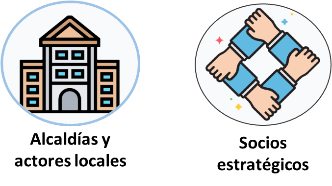 Alcaldías y
actores locales
Socios
estratégicos